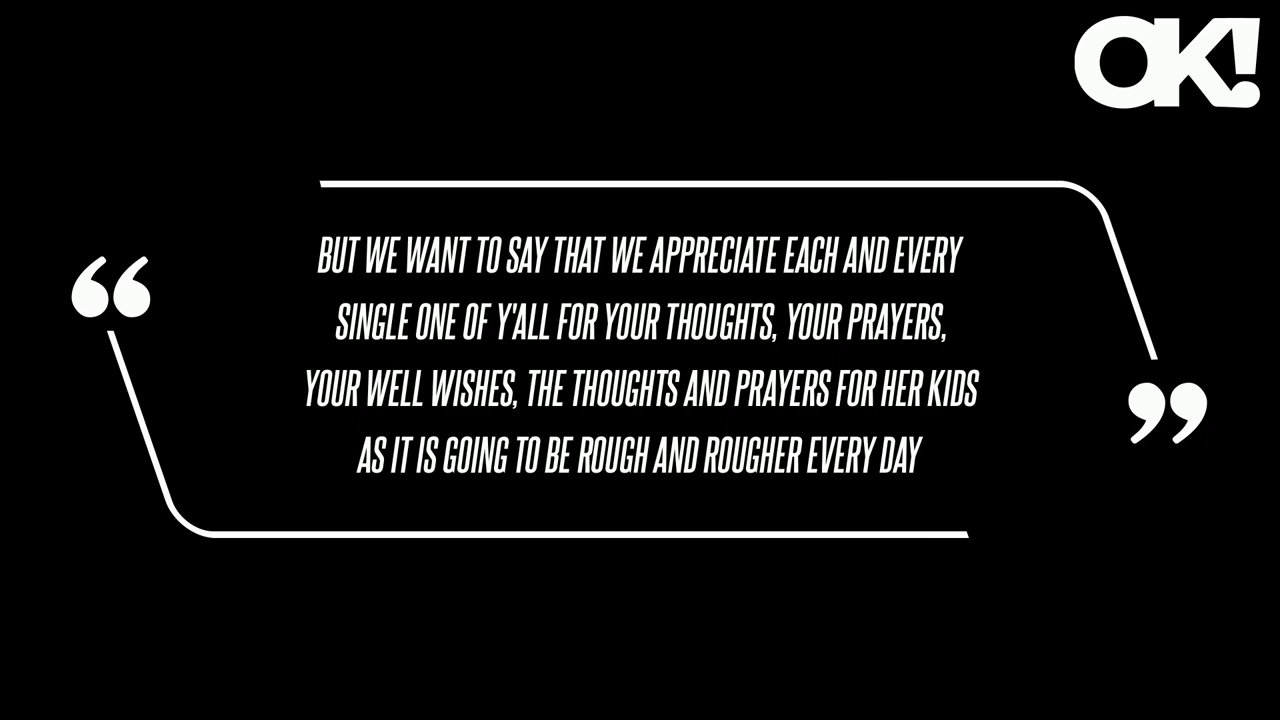 OK!
“
BUT WE WANT TO SAY THAT WE APPRECIATE EACH AND EVERY
SINGLE ONE OF Y'ALL FOR YOUR THOUGHTS, YOUR PRAYERS,
YOUR WELL WISHES, THE THOUGHTS AND PRAYERS FOR HER KIDS
AS IT IS GOING TO BE ROUGH AND ROUGHER EVERY DAY
”